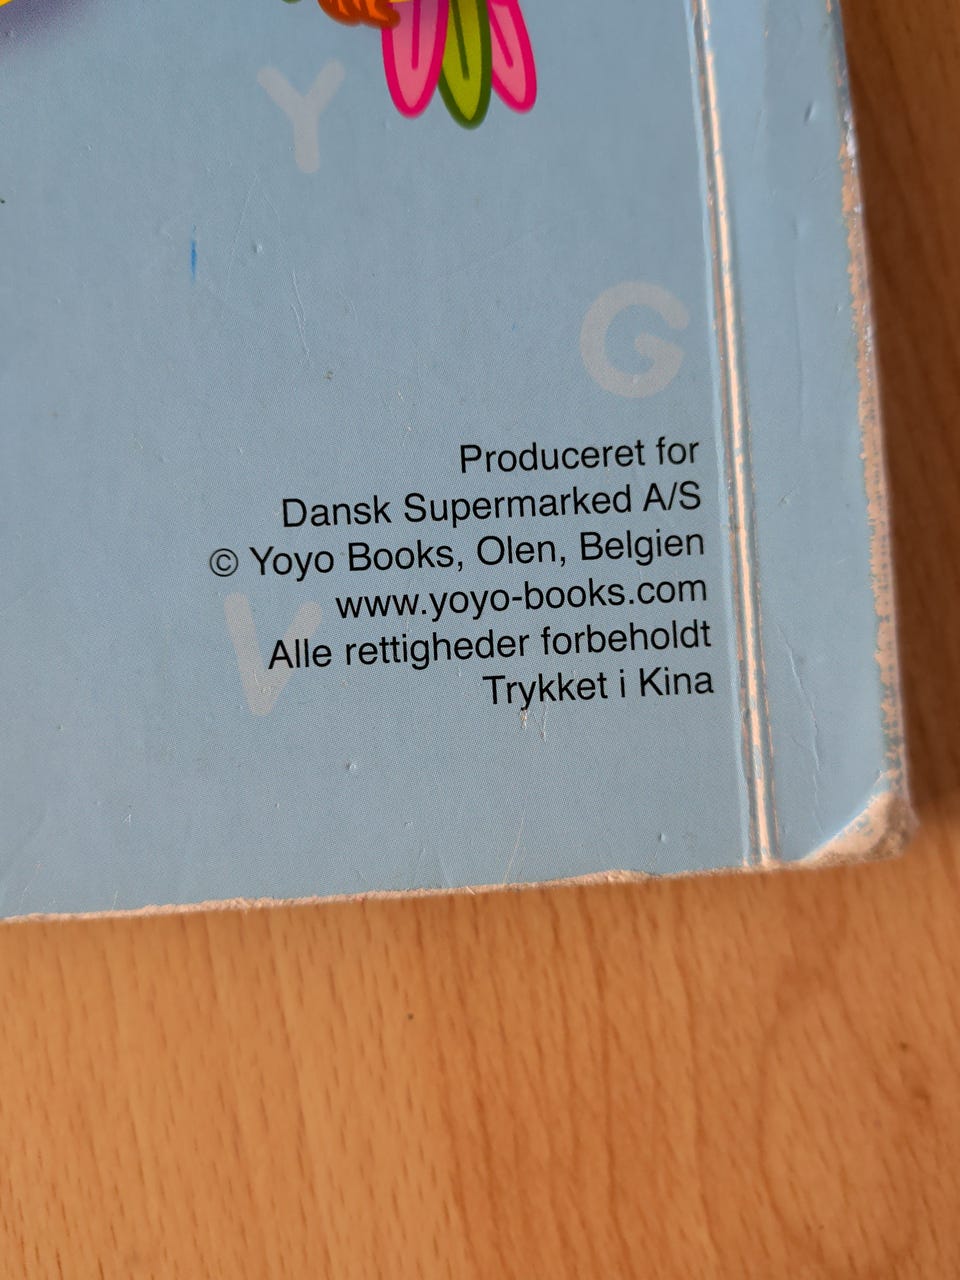 Y
G
Produceret for
Dansk Supermarked A/S
© Yoyo Books, Olen, Belgien
www.yoyo-books.com
Alle rettigheder forbeholdt
Trykket i Kina
V